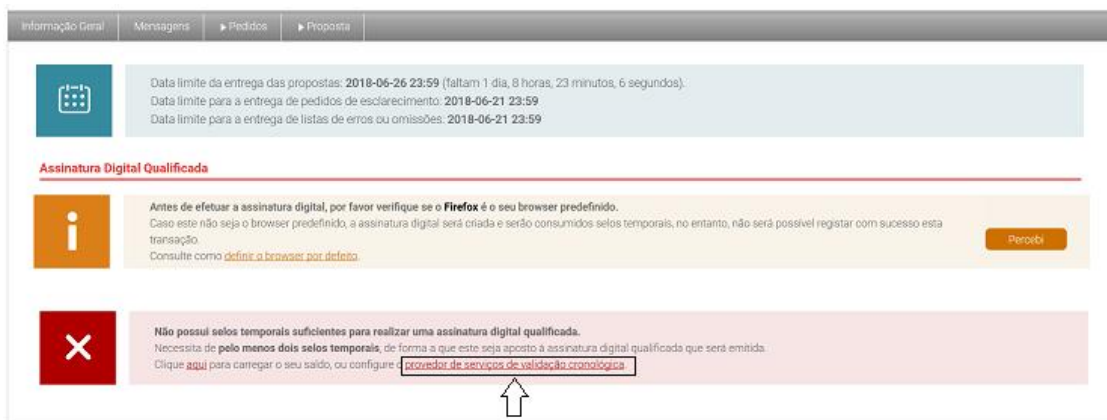 Informação Geral
Mensagens
Pedidos
Proposta
Data limite da entrega das propostas: 2018-06-26 23:59 (faltam 1 dia, 8 horas, 23 minutos, 6 segundos).
Data limite para a entrega de pedidos de esclarecimento: 2018-06-21 23:59
Data limite para a entrega de listas de erros ou omissões: 2018-06-21 23:59
Assinatura Digital Qualificada
Antes de efetuar a assinatura digital, por favor verifique se o Firefox é o seu browser predefinido.
Caso este não seja o browser predefinido, a assinatura digital será criada e serão consumidos selos temporais, no entanto, não será possível registar com sucesso esta
transação.
Consulte como definir o browser por defeito.
Percebi
Não possui selos temporais suficientes para realizar uma assinatura digital qualificada.
Necessita de pelo menos dois selos temporais, de forma a que este seja aposto à assinatura digital qualificada que será emitida.
Clique aqui para carregar o seu saldo, ou configure o provedor de serviços de validação cronológica.